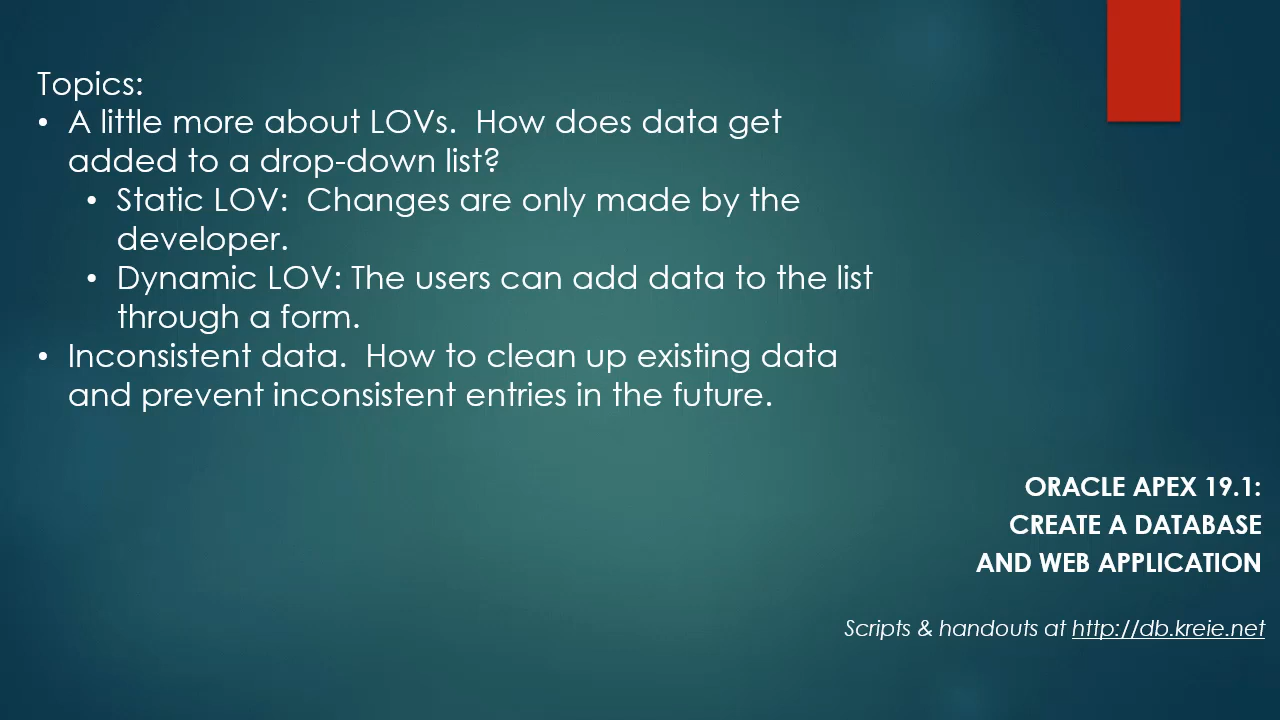 Topics:
• A little more about LOVs.  How does data get
added to a drop-down list?
• Static LOV:  Changes are only made by the
developer.
• Dynamic LOV: The users can add data to the list
through a form.
• Inconsistent data.  How to clean up existing data
and prevent inconsistent entries in the future.
ORACLE APEX 19.1:
CREATE A DATABASE
AND WEB APPLICATION
Scripts & handouts at http://db.kreie.net